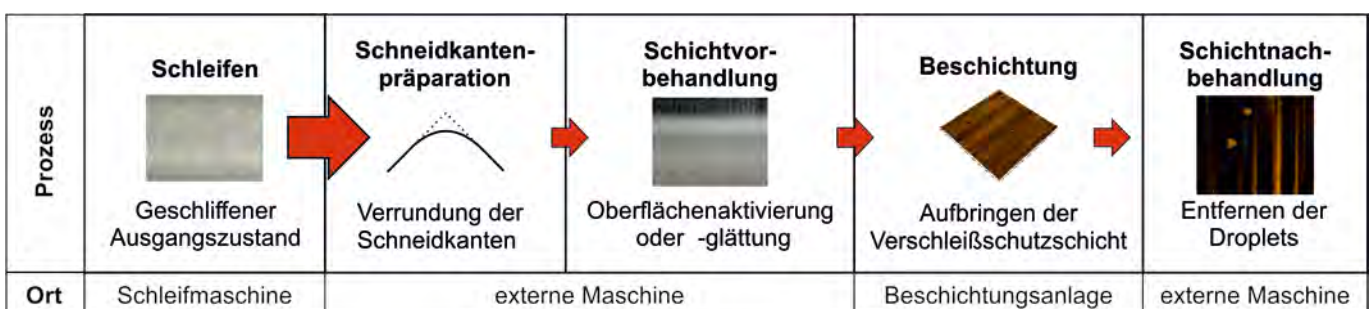 Prozess
Schleifen
Geschliffener
Ausgangszustand
Schneidkanten-
präparation
Verrundung der
Schneidkanten
Schichtvor-
behandlung
Oberflächenaktivierung
oder -glättung
Beschichtung
Aufbringen der
Verschleißschutzschicht
Schichtnach-
behandlung
Entfernen der
Droplets
Ort
Schleifmaschine
externe Maschine
Beschichtungsanlage
externe Maschine